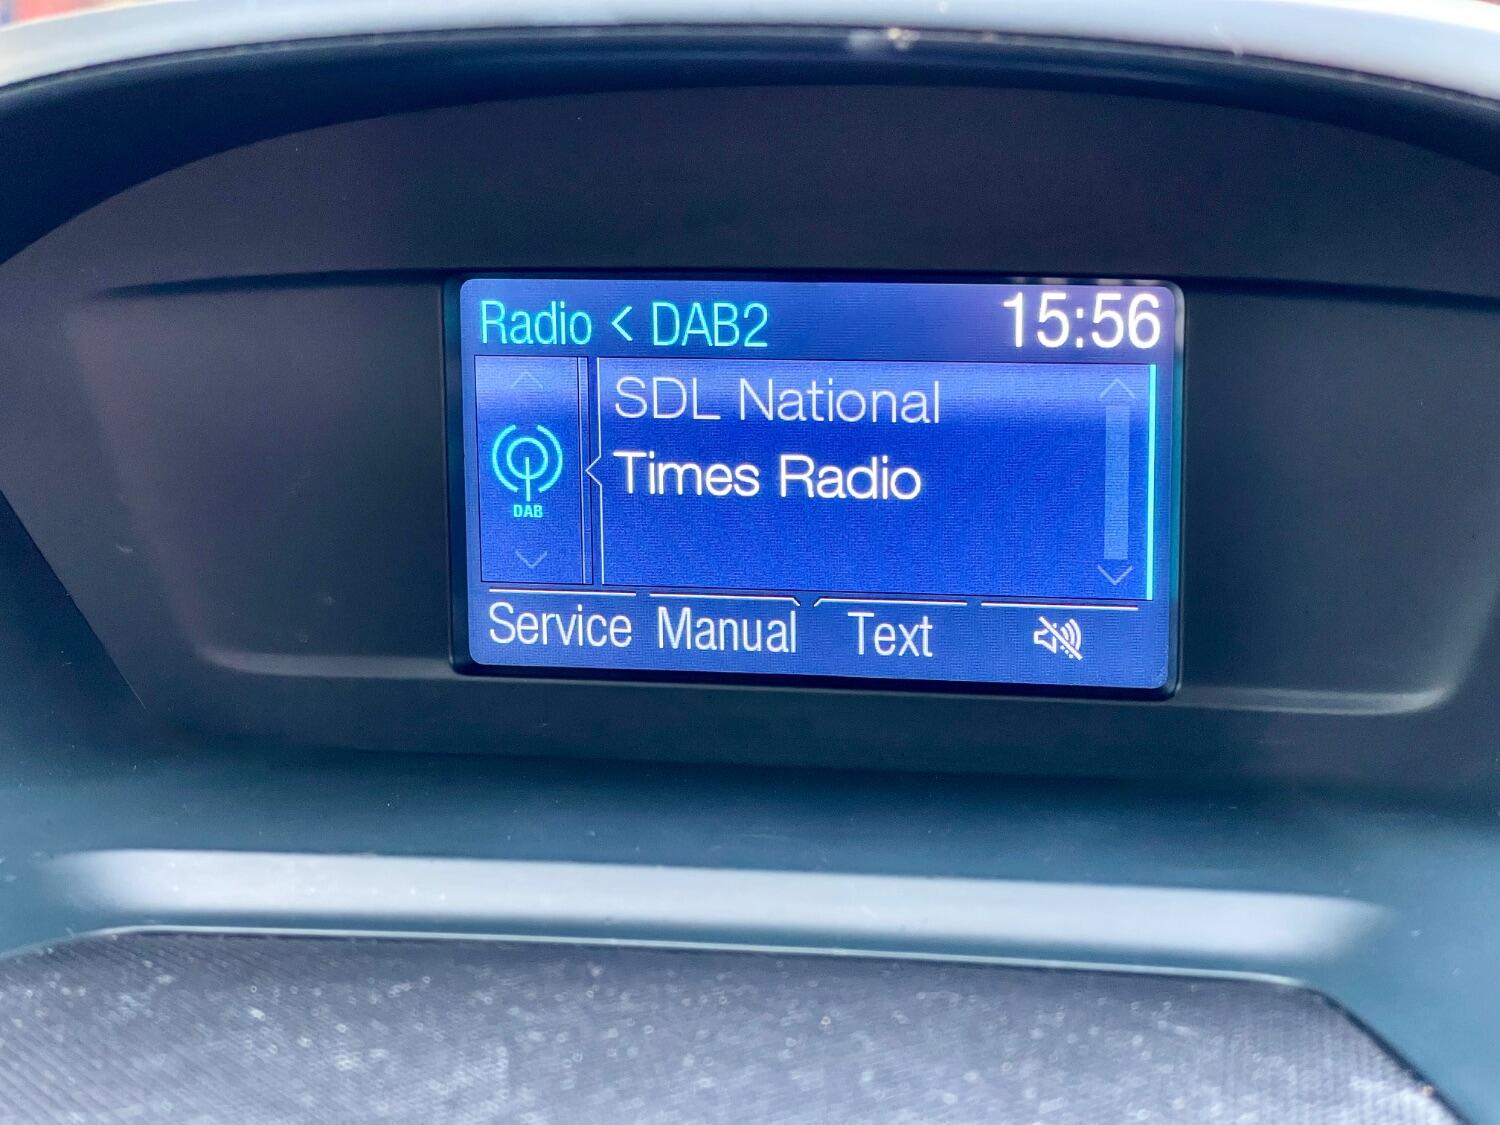 Radio < DAB2 15:56
SDL National
Times Radio
DAB
Service Manual Text